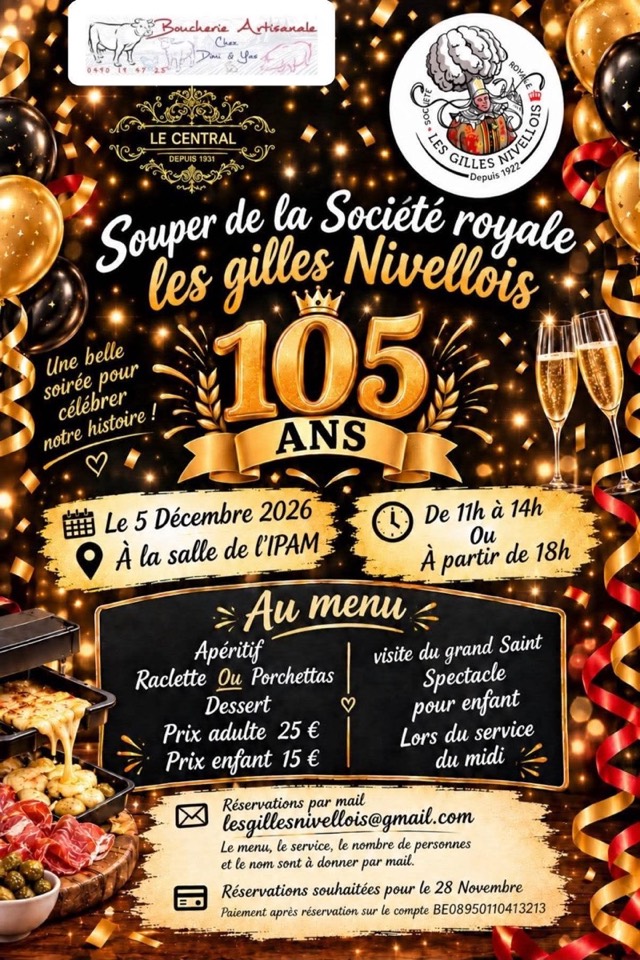 Boucherie Artisanale
Chez
Dani & Yas
0490 19 47 25
LE CENTRAL
DEPUIS 1931
SOCIÉTÉ ROYALE
LES GILLES NIVELLOIS
Depuis 1922
Souper de la Société royale
les gilles Nivellois
105
ANS
Une belle
soirée pour
célébrer
notre histoire !
Le 5 Décembre 2026
À la salle de l'IPAM
De 11h à 14h
Ou
À partir de 18h
Au menu
Apéritif
Raclette Ou Porchettas
Dessert
Prix adulte 25 €
Prix enfant 15 €
visite du grand Saint
Spectacle
pour enfant
Lors du service
du midi
Réservations par mail
lesgillesnivellois@gmail.com
Le menu, le service, le nombre de personnes
et le nom sont à donner par mail.
Réservations souhaitées pour le 28 Novembre
Paiement après réservation sur le compte BE08950110413213